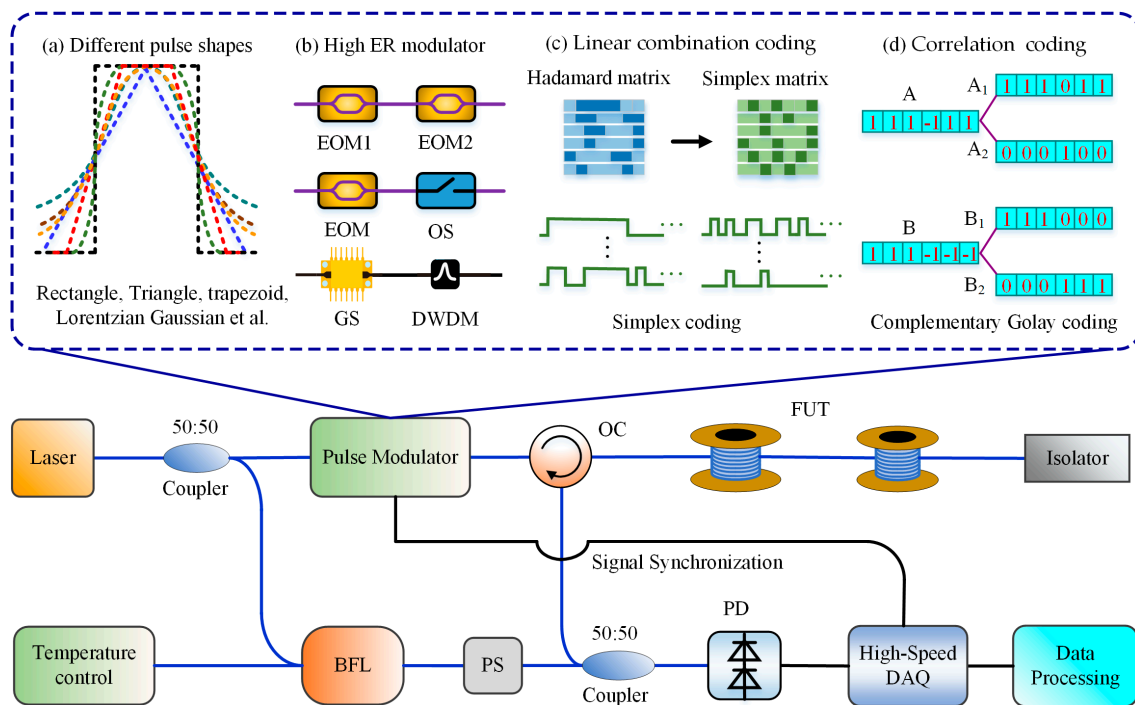 (a) Different pulse shapes
Rectangle, Triangle, trapezoid,
Lorentzian Gaussian et al.
(b) High ER modulator
EOM1 EOM2
EOM OS
GS DWDM
(c) Linear combination coding
Hadamard matrix Simplex matrix
Simplex coding
(d) Correlation coding
A
1 1 1 -1 1 1
A1
1 1 1 0 1 1
A2
0 0 0 1 0 0
B
1 1 1 -1 -1 -1
B1
1 1 1 0 0 0
B2
0 0 0 1 1 1
Complementary Golay coding
Laser
50:50
Coupler
Pulse Modulator
OC
FUT
Isolator
Signal Synchronization
Temperature
control
BFL
PS
50:50
Coupler
PD
High-Speed
DAQ
Data
Processing